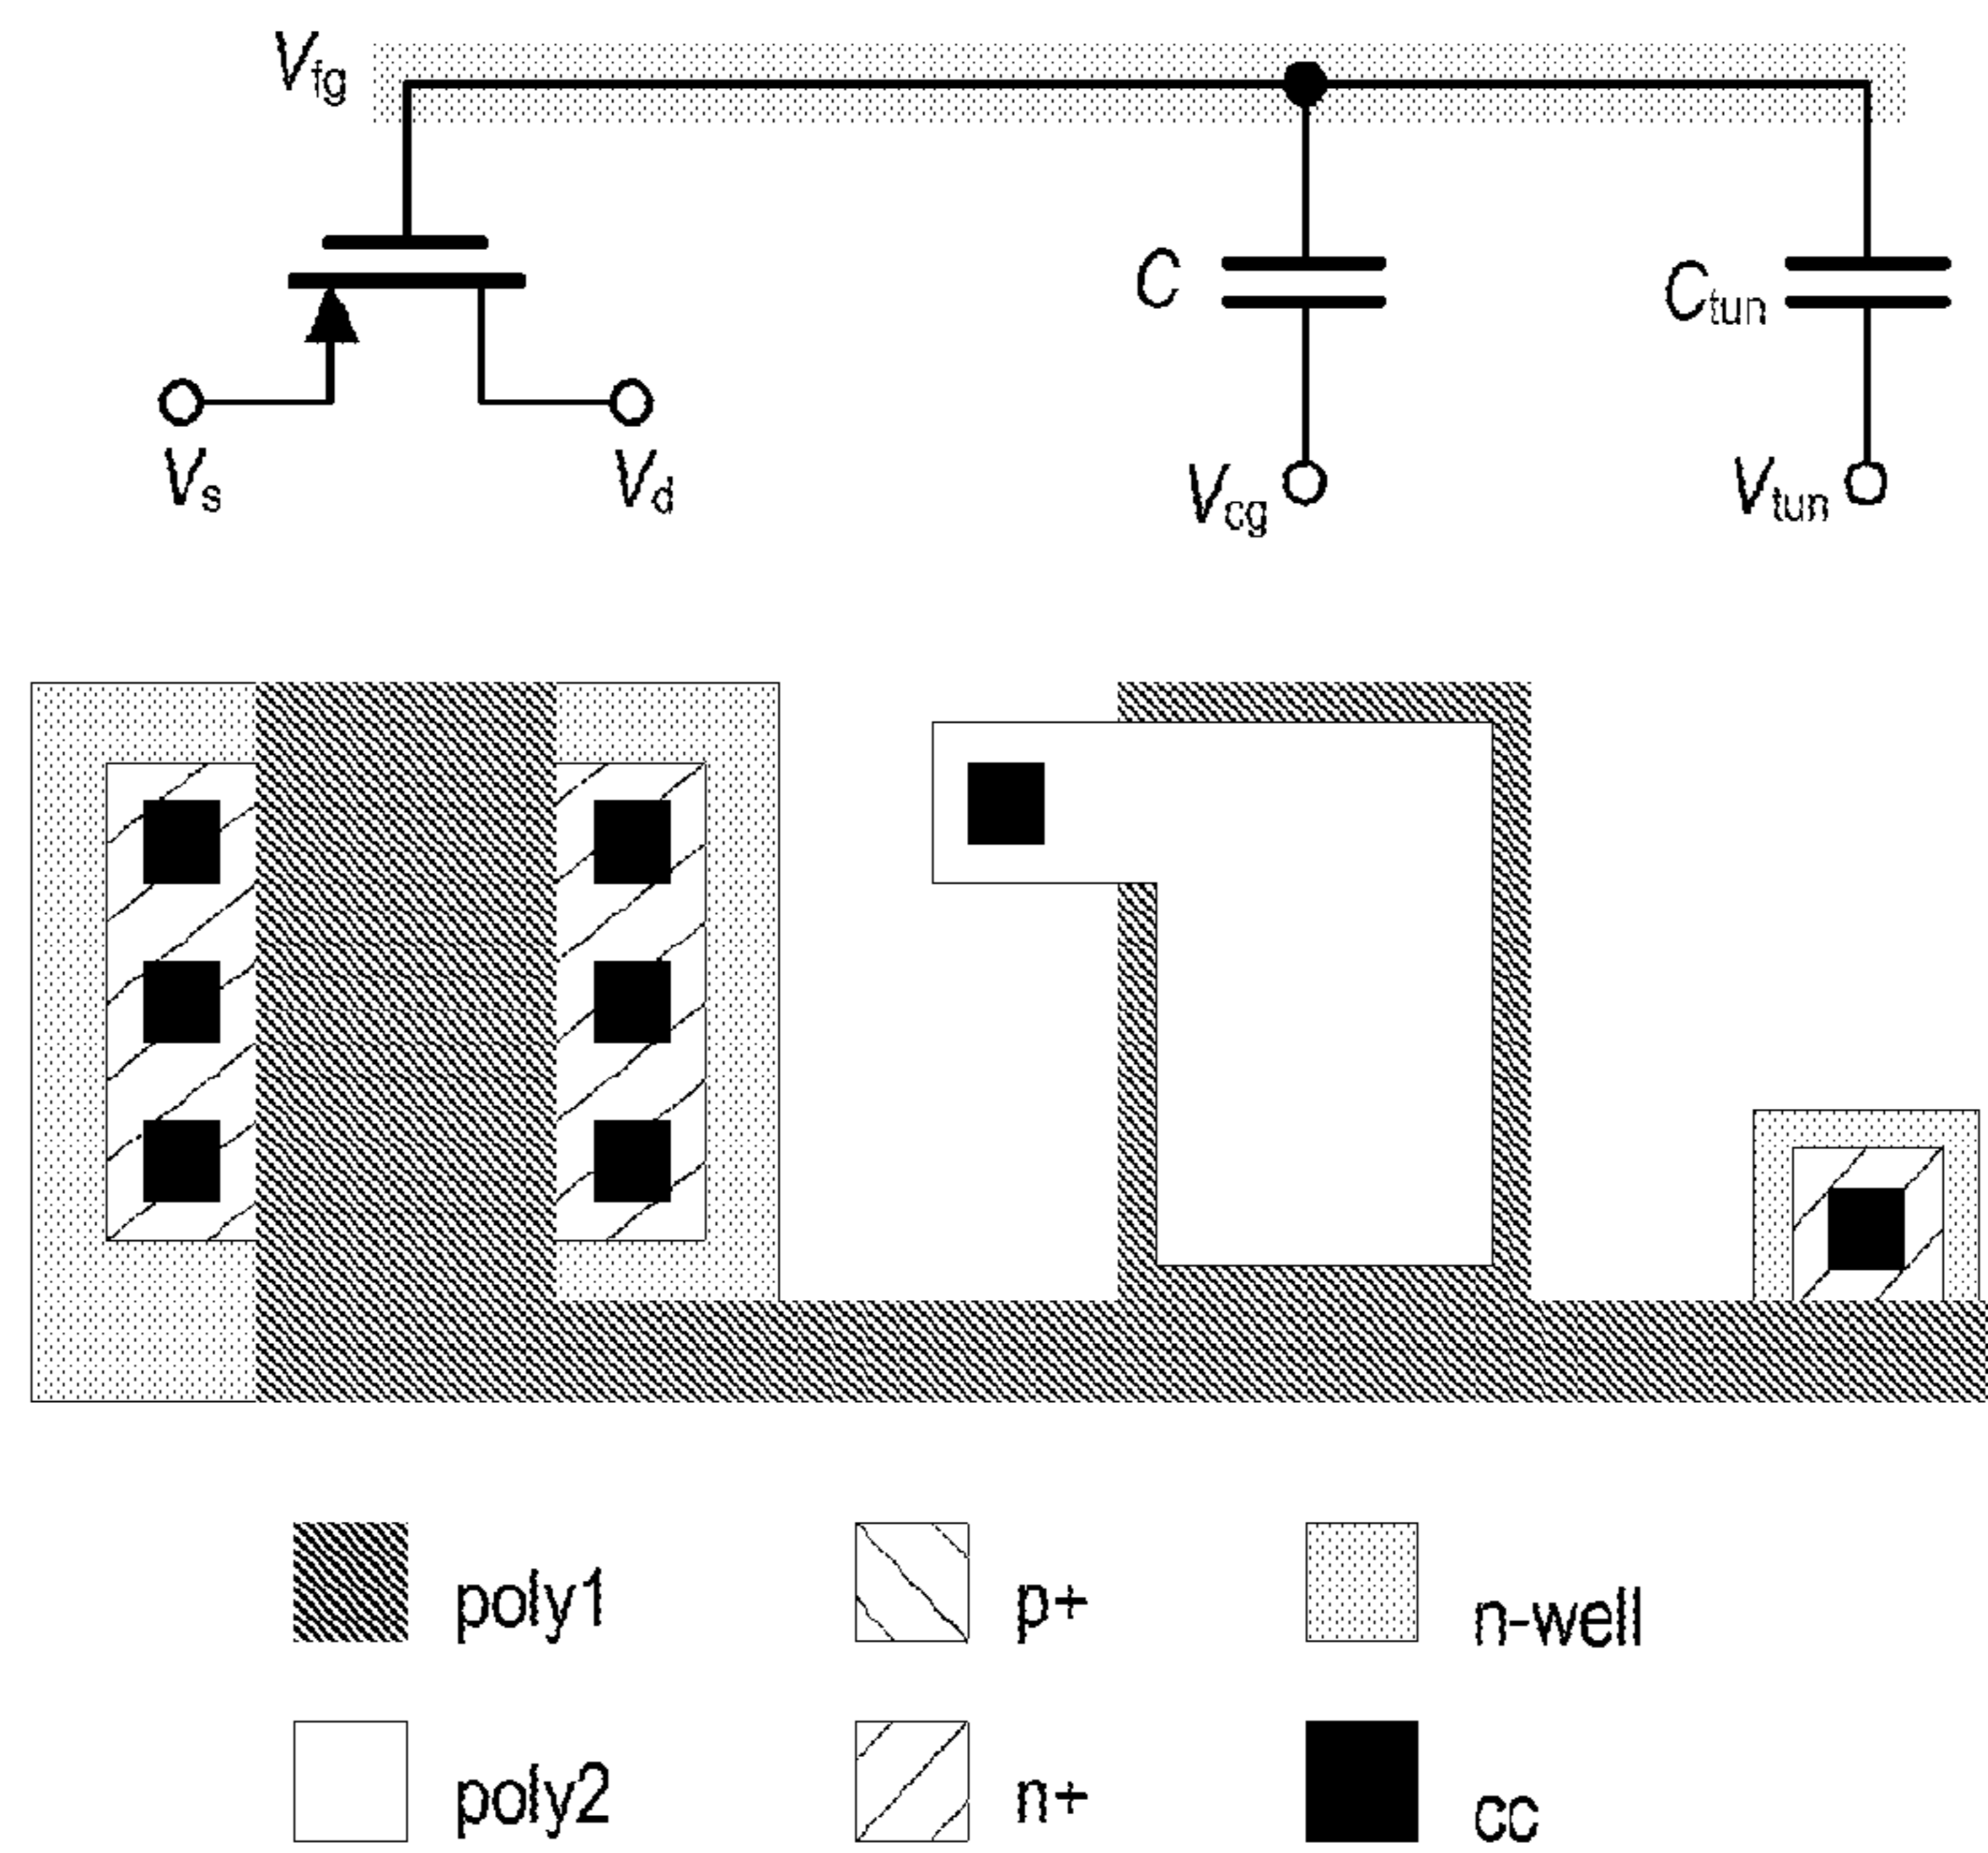 Vfg
C
Ctun
Vs
Vd
Vcg
Vtun
poly1
p+
n-well
poly2
n+
cc